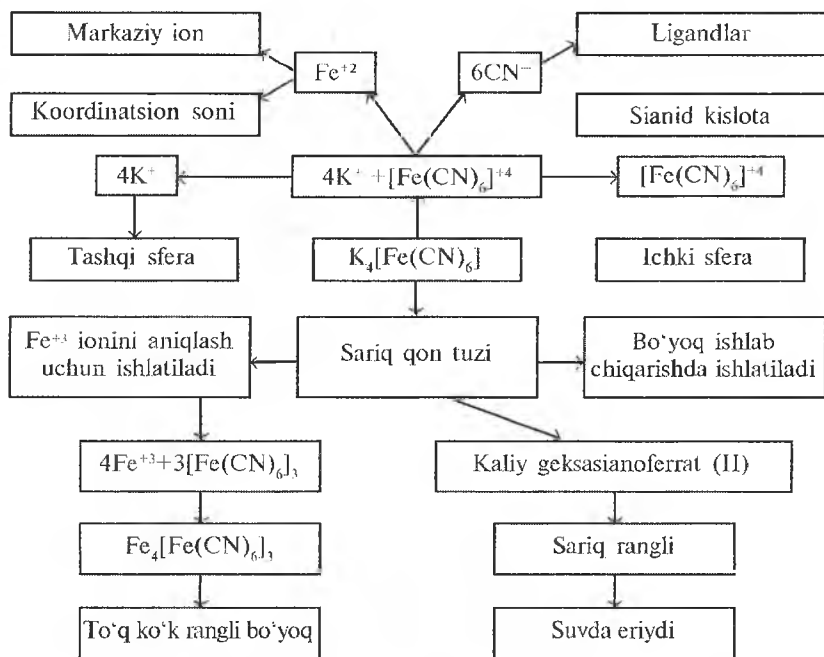 Markaziy ion
Ligandlar
Fe⁺²
6CN⁻
Koordinatsion soni
Sianid kislota
4K⁺
4K⁺ +[Fe(CN)₆]⁺⁴
[Fe(CN)₆]⁺⁴
Tashqi sfera
K₄[Fe(CN)₆]
Ichki sfera
Fe⁺³ ionini aniqlash
uchun ishlatiladi
Sariq qon tuzi
Bo‘yoq ishlab
chiqarishda ishlatiladi
4Fe⁺³+3[Fe(CN)₆]₃
Kaliy geksasianoferrat (II)
Fe₄[Fe(CN)₆]₃
Sariq rangli
To‘q ko‘k rangli bo‘yoq
Suvda eriydi